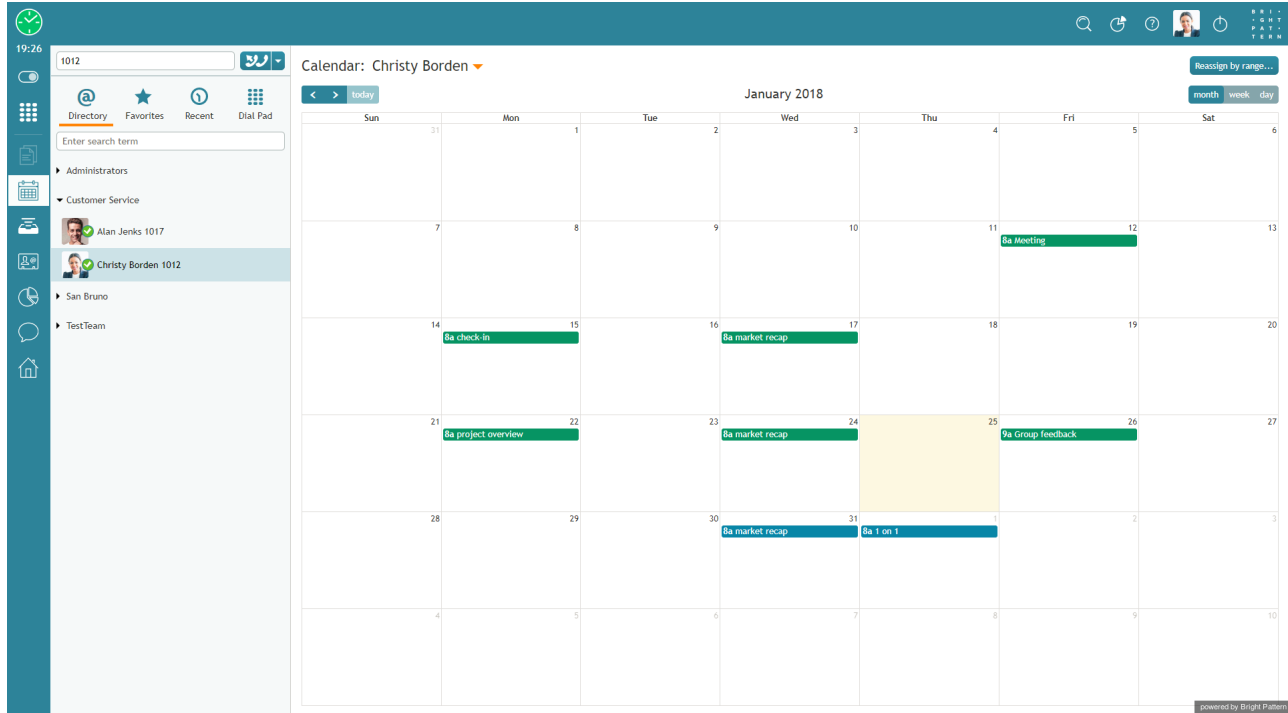 B R I •
• G H T
P A T •
T E R N
19:26
1012
Directory Favorites Recent Dial Pad
Enter search term
Administrators
Customer Service
Alan Jenks 1017
Christy Borden 1012
San Bruno
TestTeam
Calendar: Christy Borden
Reassign by range...
< > today
January 2018
month week day
Sun Mon Tue Wed Thu Fri Sat
31 1 2 3 4 5 6
7 8 9 10 11 12 13
8a Meeting
14 15 16 17 18 19 20
8a check-in 8a market recap
21 22 23 24 25 26 27
8a project overview 8a market recap 9a Group feedback
28 29 30 31 1 2 3
8a market recap 8a 1 on 1
4 5 6 7 8 9 10
powered by Bright Pattern